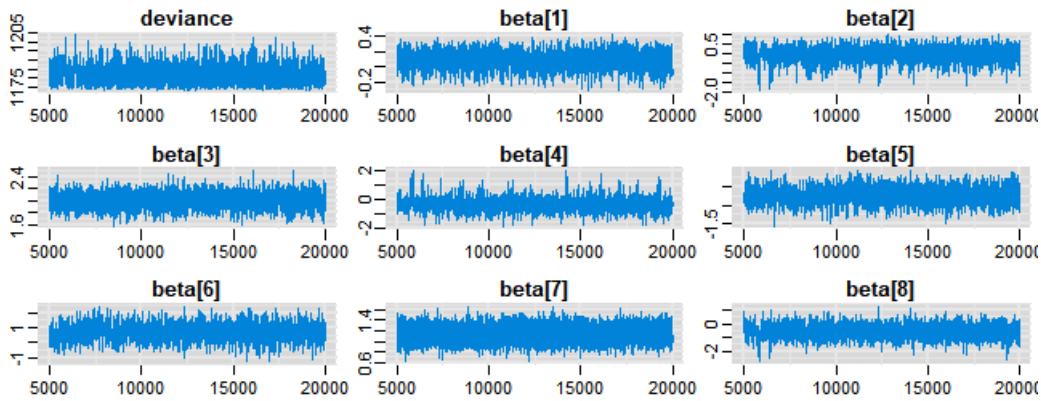 deviance beta[1] beta[2]
1175 1205 -0.2 0.4 -2.0 0.5
5000 10000 15000 20000 5000 10000 15000 20000 5000 10000 15000 20000
beta[3] beta[4] beta[5]
1.6 2.4 -2 0 2 -1.5
5000 10000 15000 20000 5000 10000 15000 20000 5000 10000 15000 20000
beta[6] beta[7] beta[8]
-1 1 0.6 1.4 -2 0
5000 10000 15000 20000 5000 10000 15000 20000 5000 10000 15000 20000